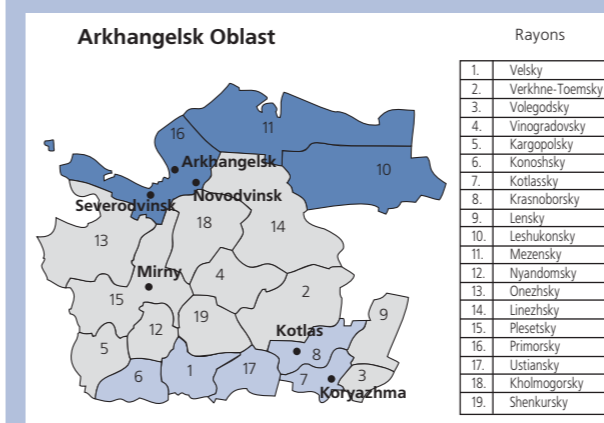 Arkhangelsk Oblast
Rayons
1. Velsky
2. Verkhne-Toemsky
3. Volegodsky
4. Vinogradovsky
5. Kargopolsky
6. Konoshsky
7. Kotlassky
8. Krasnoborsky
9. Lensky
10. Leshukonsky
11. Mezensky
12. Nyandomsky
13. Onezhsky
14. Linezhsky
15. Plesetsky
16. Primorsky
17. Ustiansky
18. Kholmogorsky
19. Shenkursky
11
16
Arkhangelsk
10
Novodvinsk
Severodvinsk
18
14
13
Mirny
4
15
2
19
12
9
Kotlas
5
8
1
17
6
7
3
Koryazhma